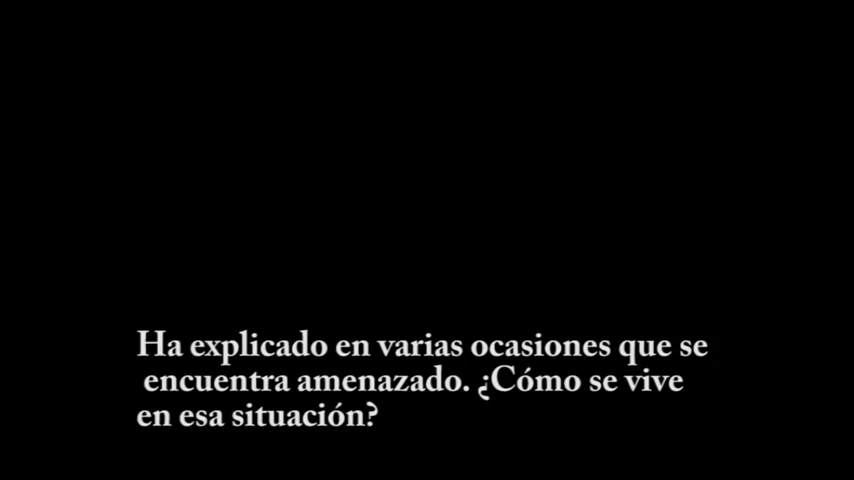 Ha explicado en varias ocasiones que se
encuentra amenazado. ¿Cómo se vive
en esa situación?